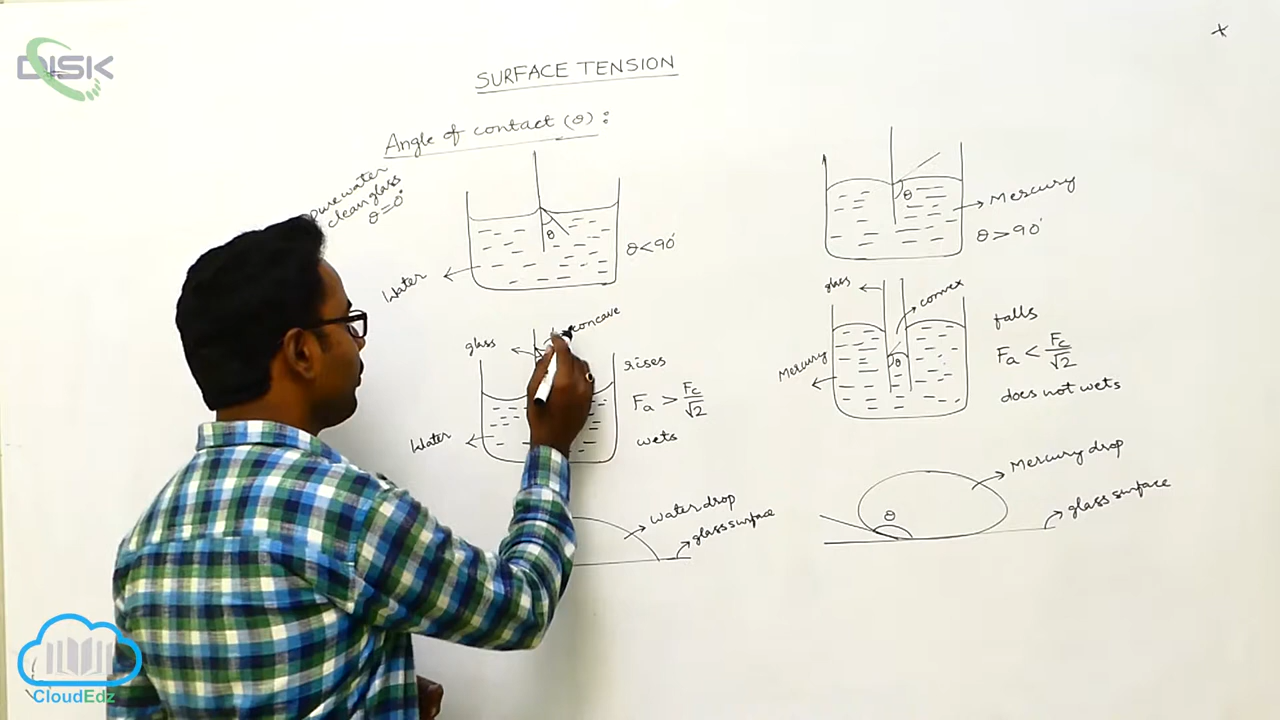 DISK
SURFACE TENSION
Angle of contact (θ) :
pure water
clean glass
θ = 0°
θ
θ < 90°
Water
glass
concave
rises
Fa > Fc/√2
wets
Water
water drop
glass surface
θ
Mercury
θ > 90°
glass
convex
falls
Fa < Fc/√2
does not wets
Mercury
θ
Mercury drop
glass surface
θ
CloudEdz